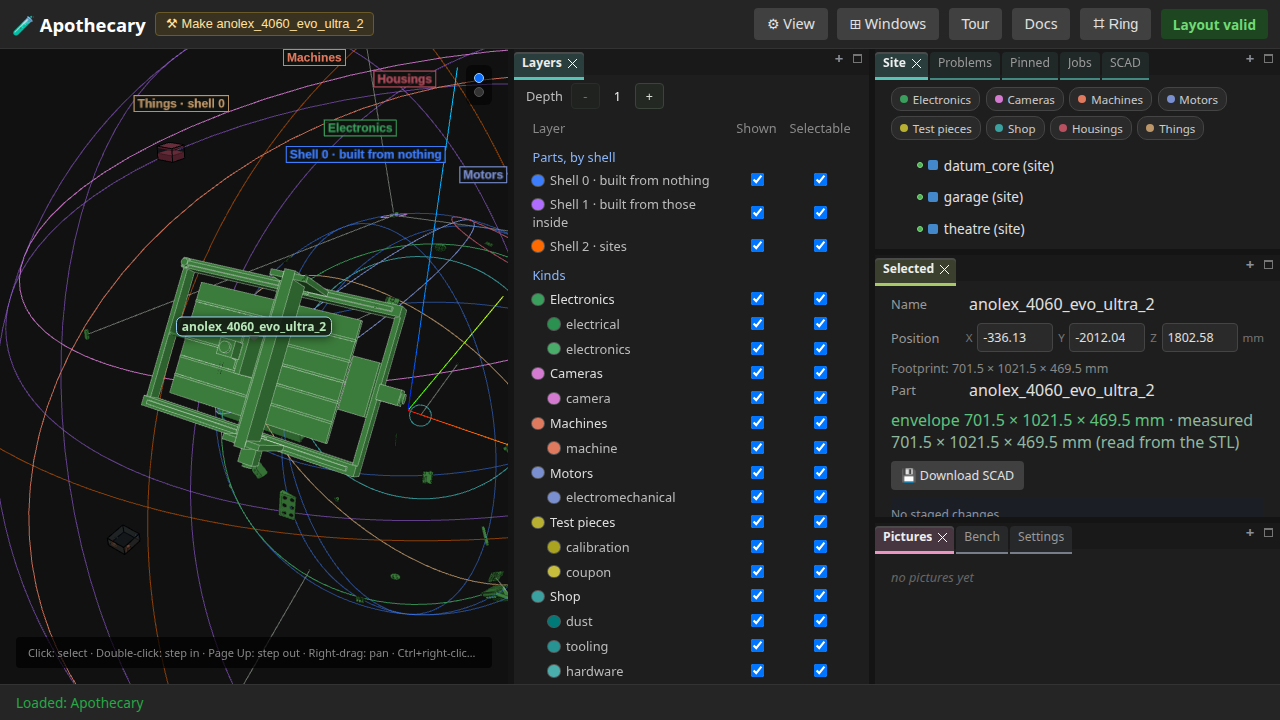 Apothecary
Make anolex_4060_evo_ultra_2
View
Windows
Tour
Docs
Ring
Layout valid
Machines
Housings
Things · shell 0
Electronics
Shell 0 · built from nothing
Motors
anolex_4060_evo_ultra_2
Click: select · Double-click: step in · Page Up: step out · Right-drag: pan · Ctrl+right-clic...
Layers
Depth - 1 +
Layer Shown Selectable
Parts, by shell
Shell 0 · built from nothing
Shell 1 · built from those
inside
Shell 2 · sites
Kinds
Electronics
electrical
electronics
Cameras
camera
Machines
machine
Motors
electromechanical
Test pieces
calibration
coupon
Shop
dust
tooling
hardware
Site Problems Pinned Jobs SCAD
Electronics Cameras Machines Motors
Test pieces Shop Housings Things
datum_core (site)
garage (site)
theatre (site)
Selected
Name anolex_4060_evo_ultra_2
Position X -336.13 Y -2012.04 Z 1802.58 mm
Footprint: 701.5 × 1021.5 × 469.5 mm
Part anolex_4060_evo_ultra_2
envelope 701.5 × 1021.5 × 469.5 mm · measured
701.5 × 1021.5 × 469.5 mm (read from the STL)
Download SCAD
No staged changes
Pictures Bench Settings
no pictures yet
Loaded: Apothecary